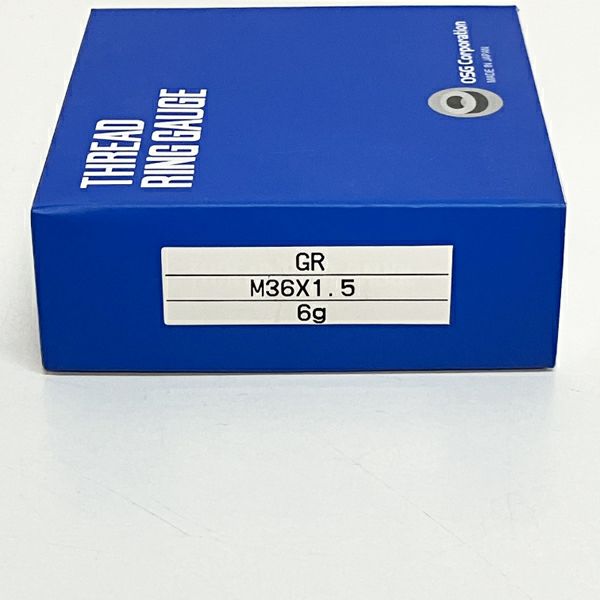 THREAD
RING GAUGE
OSG Corporation
MADE IN JAPAN
GR
M36X1.5
6g